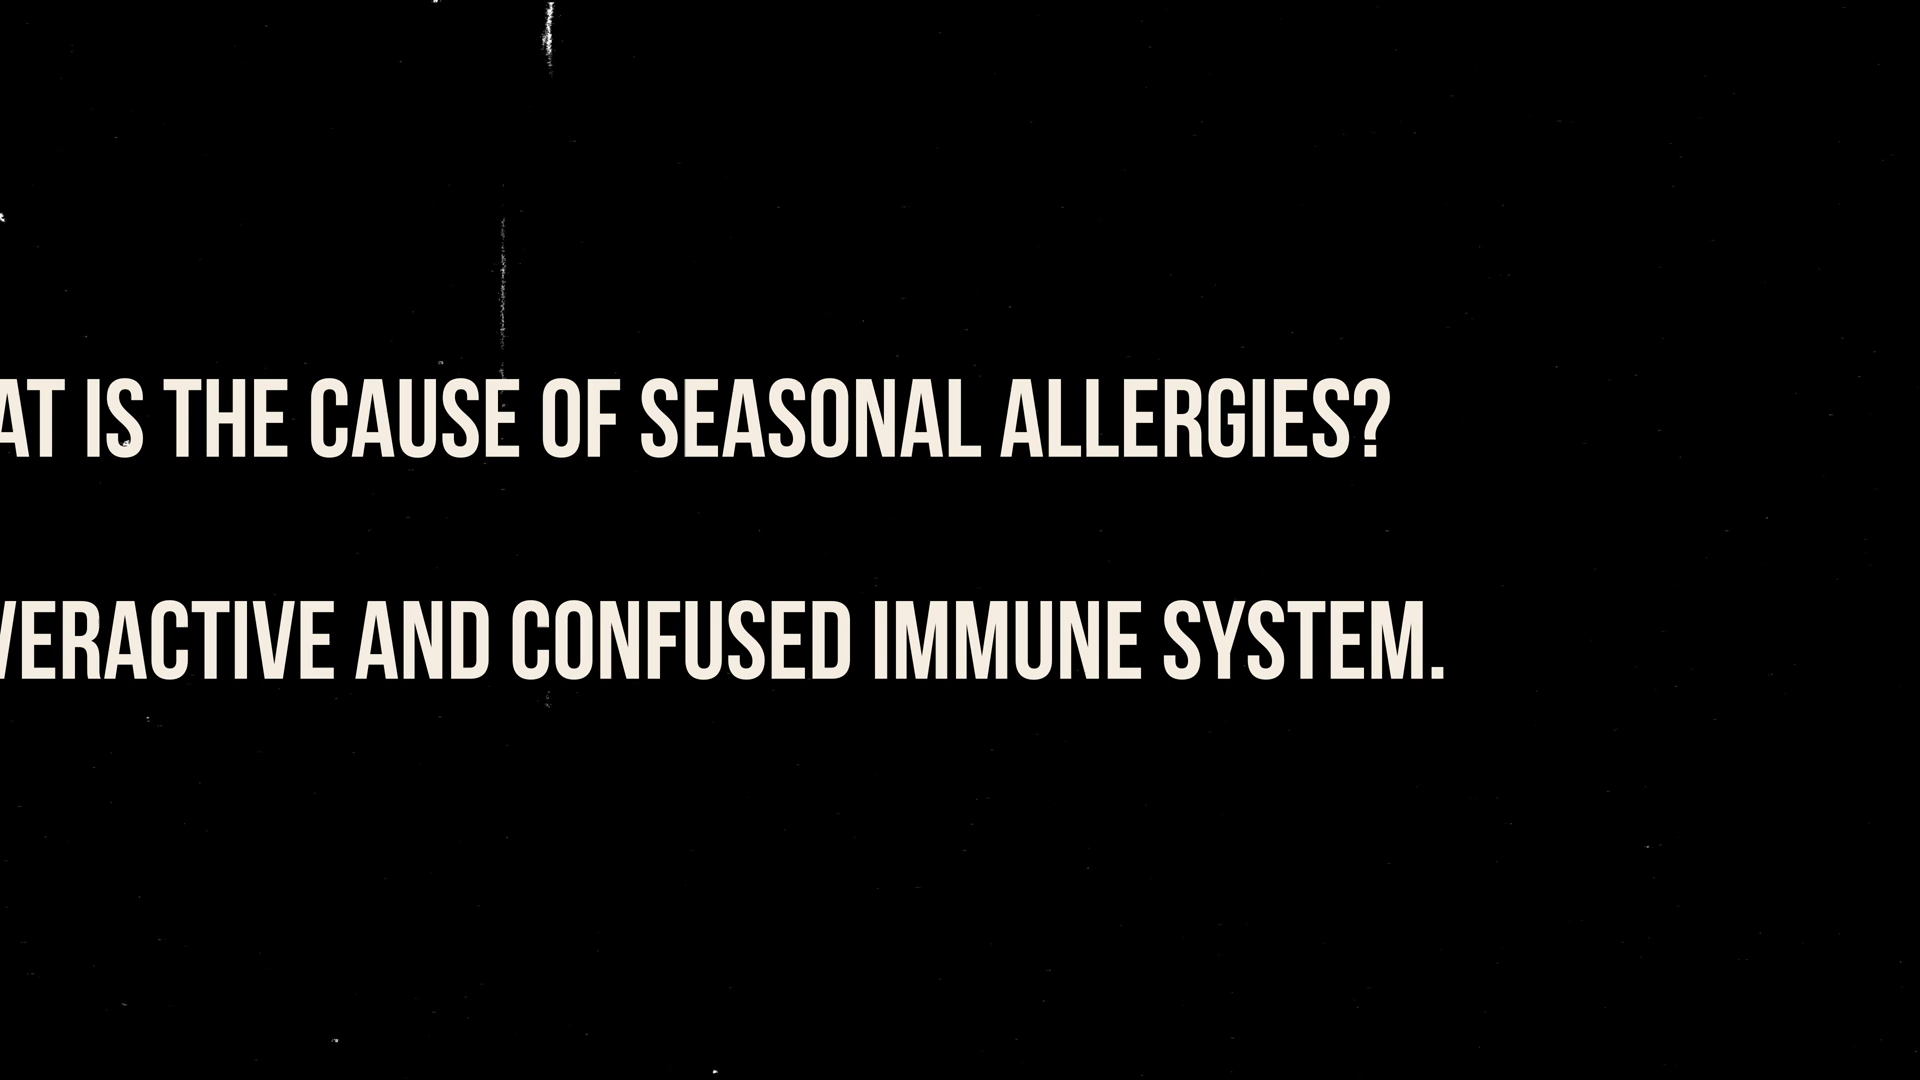 AT IS THE CAUSE OF SEASONAL ALLERGIES?
VERACTIVE AND CONFUSED IMMUNE SYSTEM.